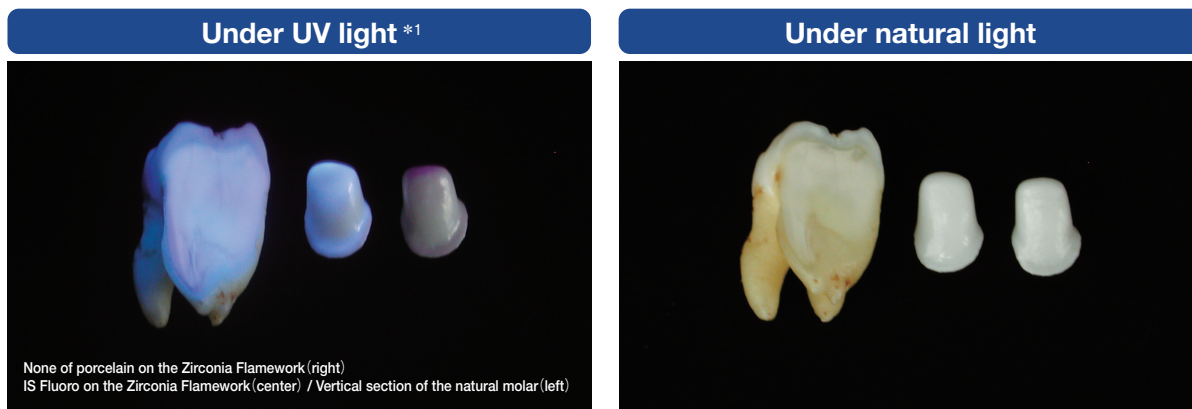 Under UV light *1
Under natural light
None of porcelain on the Zirconia Flamework(right)
IS Fluoro on the Zirconia Flamework(center) / Vertical section of the natural molar(left)